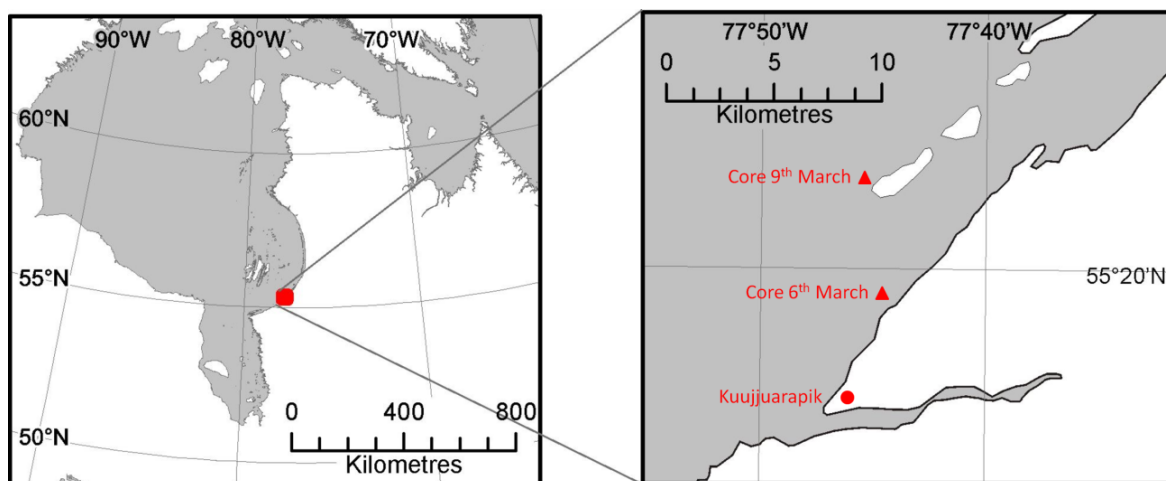 90°W 80°W 70°W
60°N
55°N
50°N
0 400 800
Kilometres
77°50'W 77°40'W
0 5 10
Kilometres
Core 9th March
55°20'N
Core 6th March
Kuujjuarapik